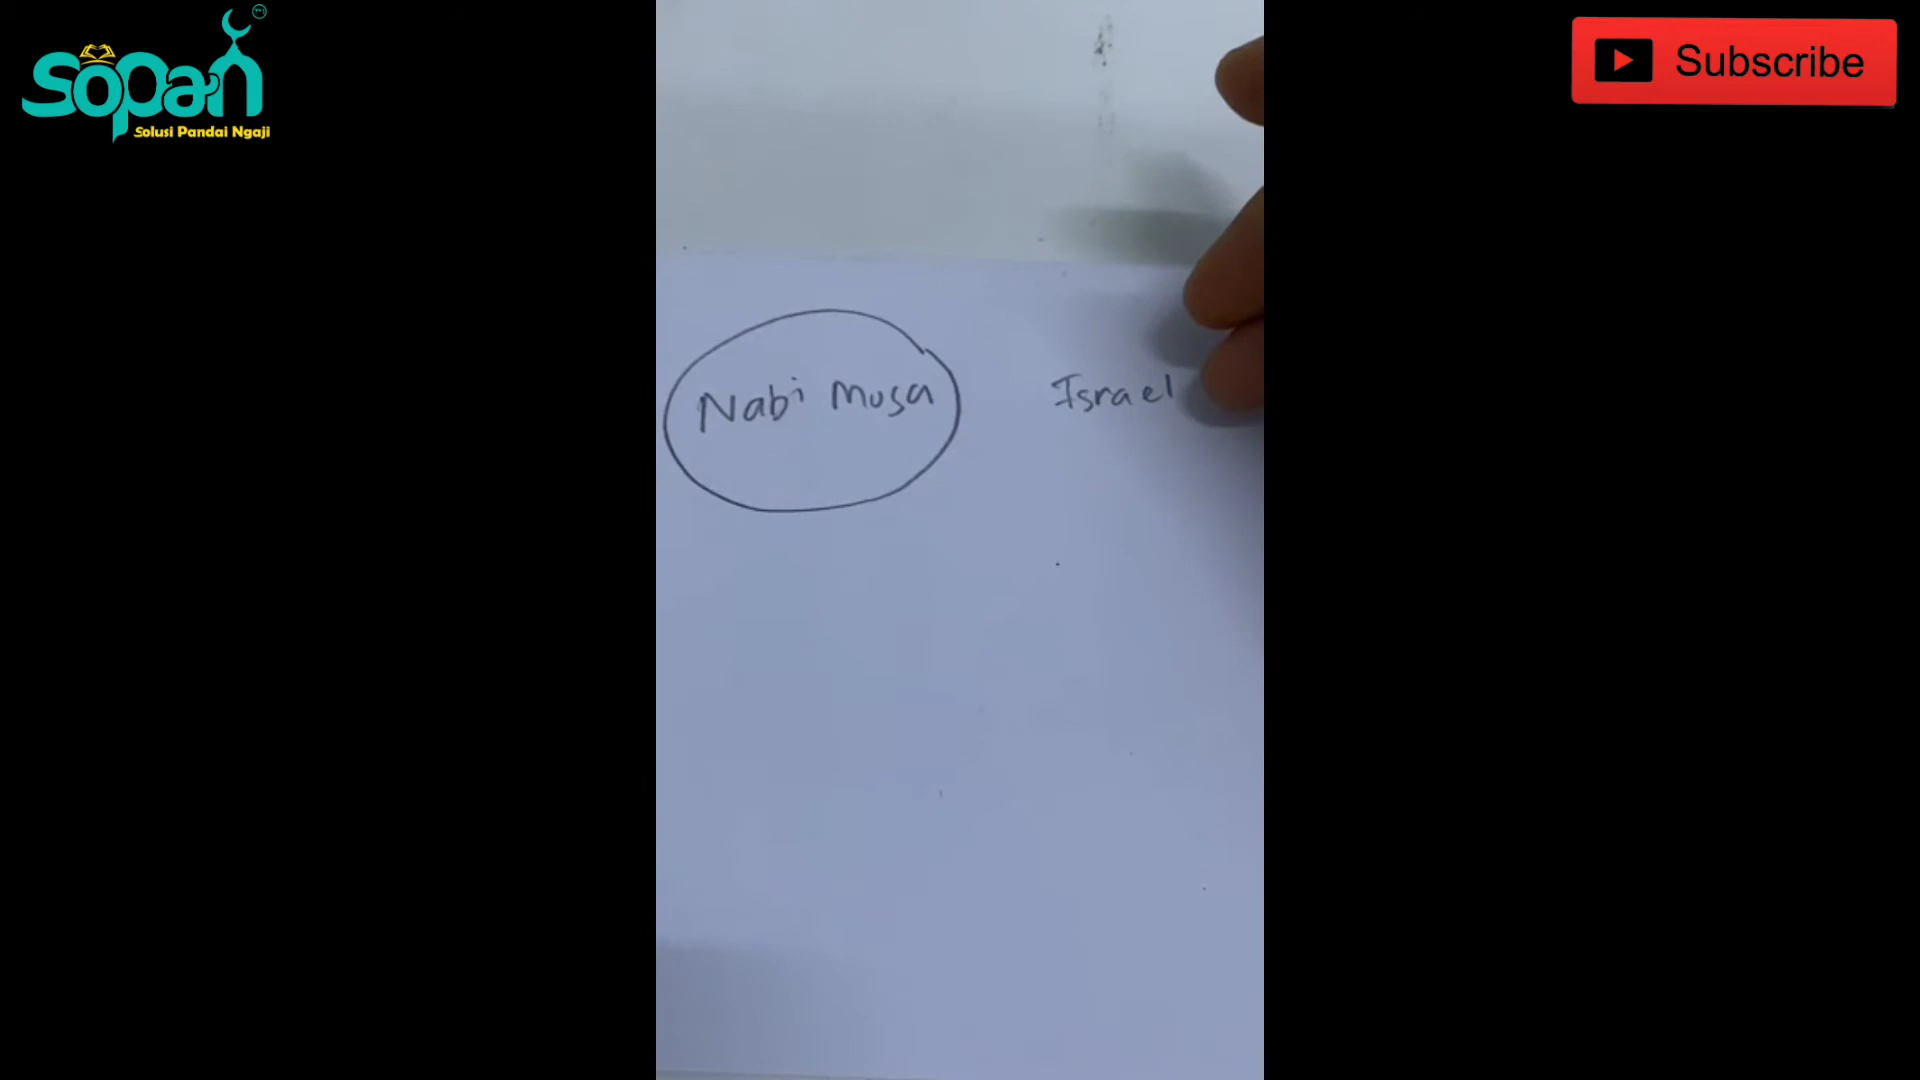 sopan
Solusi Pandai Ngaji
Subscribe
Nabi Musa
Israel